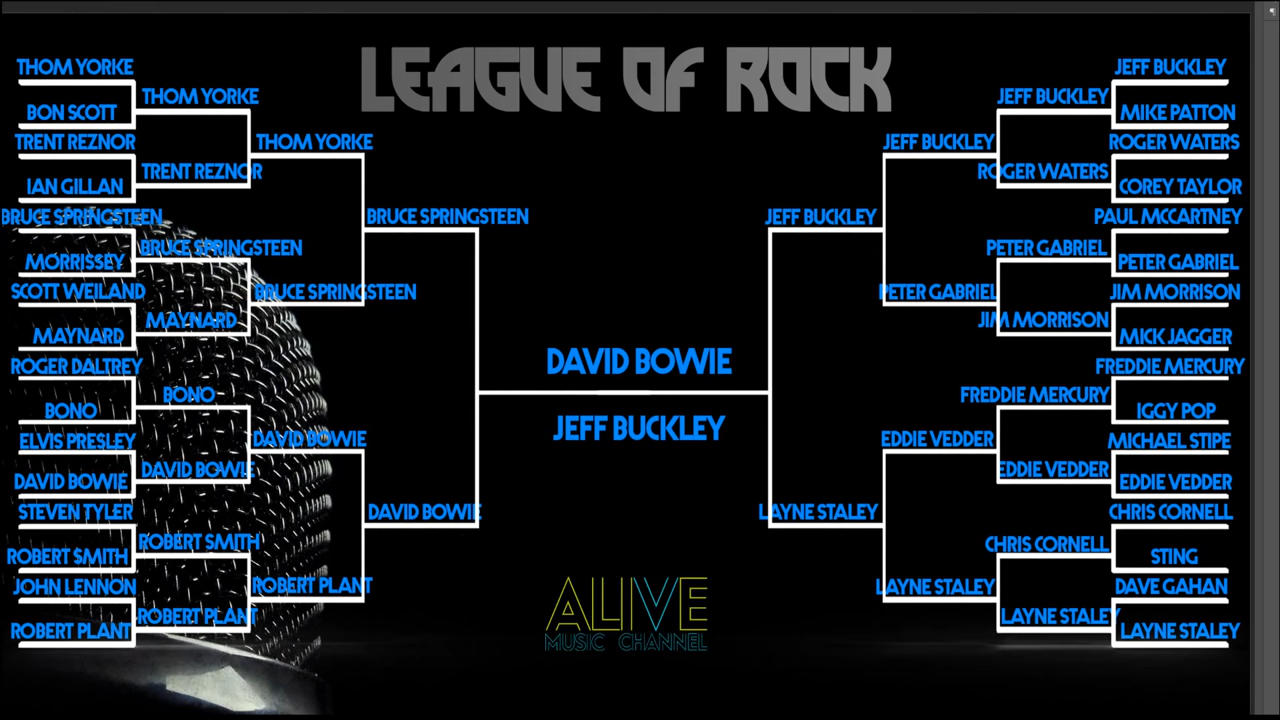 LEAGUE OF ROCK
THOM YORKE
BON SCOTT
TRENT REZNOR
IAN GILLAN
BRUCE SPRINGSTEEN
MORRISSEY
SCOTT WEILAND
MAYNARD
ROGER DALTREY
BONO
ELVIS PRESLEY
DAVID BOWIE
STEVEN TYLER
ROBERT SMITH
JOHN LENNON
ROBERT PLANT
THOM YORKE
TRENT REZNOR
BRUCE SPRINGSTEEN
MAYNARD
BONO
DAVID BOWIE
ROBERT SMITH
ROBERT PLANT
THOM YORKE
BRUCE SPRINGSTEEN
DAVID BOWIE
ROBERT PLANT
BRUCE SPRINGSTEEN
DAVID BOWIE
DAVID BOWIE
JEFF BUCKLEY
JEFF BUCKLEY
LAYNE STALEY
JEFF BUCKLEY
PETER GABRIEL
EDDIE VEDDER
LAYNE STALEY
JEFF BUCKLEY
ROGER WATERS
PETER GABRIEL
JIM MORRISON
FREDDIE MERCURY
EDDIE VEDDER
CHRIS CORNELL
LAYNE STALEY
JEFF BUCKLEY
MIKE PATTON
ROGER WATERS
COREY TAYLOR
PAUL MCCARTNEY
PETER GABRIEL
JIM MORRISON
MICK JAGGER
FREDDIE MERCURY
IGGY POP
MICHAEL STIPE
EDDIE VEDDER
CHRIS CORNELL
STING
DAVE GAHAN
LAYNE STALEY
ALIVE
MUSIC CHANNEL